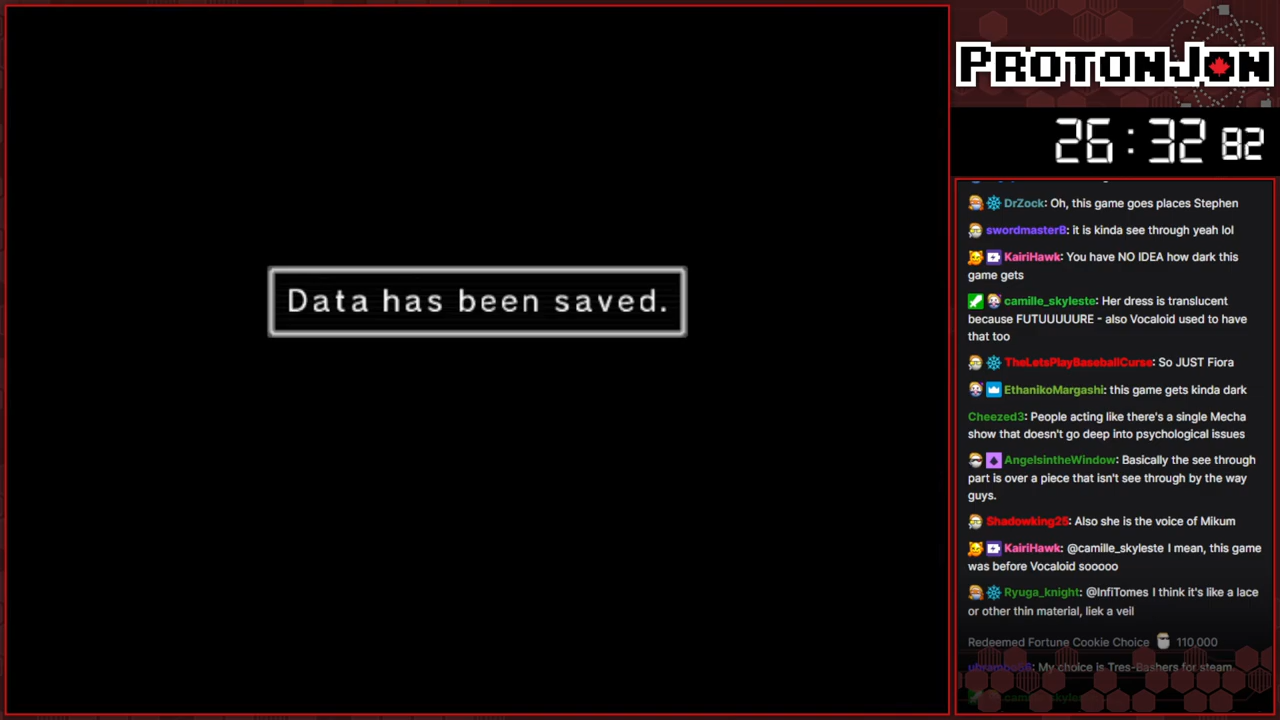 PROTONJON
26:32 82
Data has been saved.
DrZock: Oh, this game goes places Stephen
swordmasterB: it is kinda see through yeah lol
KairiHawk: You have NO IDEA how dark this
game gets
camille_skyleste: Her dress is translucent
because FUTUUUUURE - also Vocaloid used to have
that too
TheLetsPlayBaseballCurse: So JUST Fiora
EthanikoMargashi: this game gets kinda dark
Cheezed3: People acting like there's a single Mecha
show that doesn't go deep into psychological issues
AngelsintheWindow: Basically the see through
part is over a piece that isn't see through by the way
guys.
Shadowking25: Also she is the voice of Mikum
KairiHawk: @camille_skyleste I mean, this game
was before Vocaloid sooooo
Ryuga_knight: @InfiTomes I think it's like a lace
or other thin material, liek a veil
Redeemed Fortune Cookie Choice 110,000
My choice is Tres-Bashers for steam